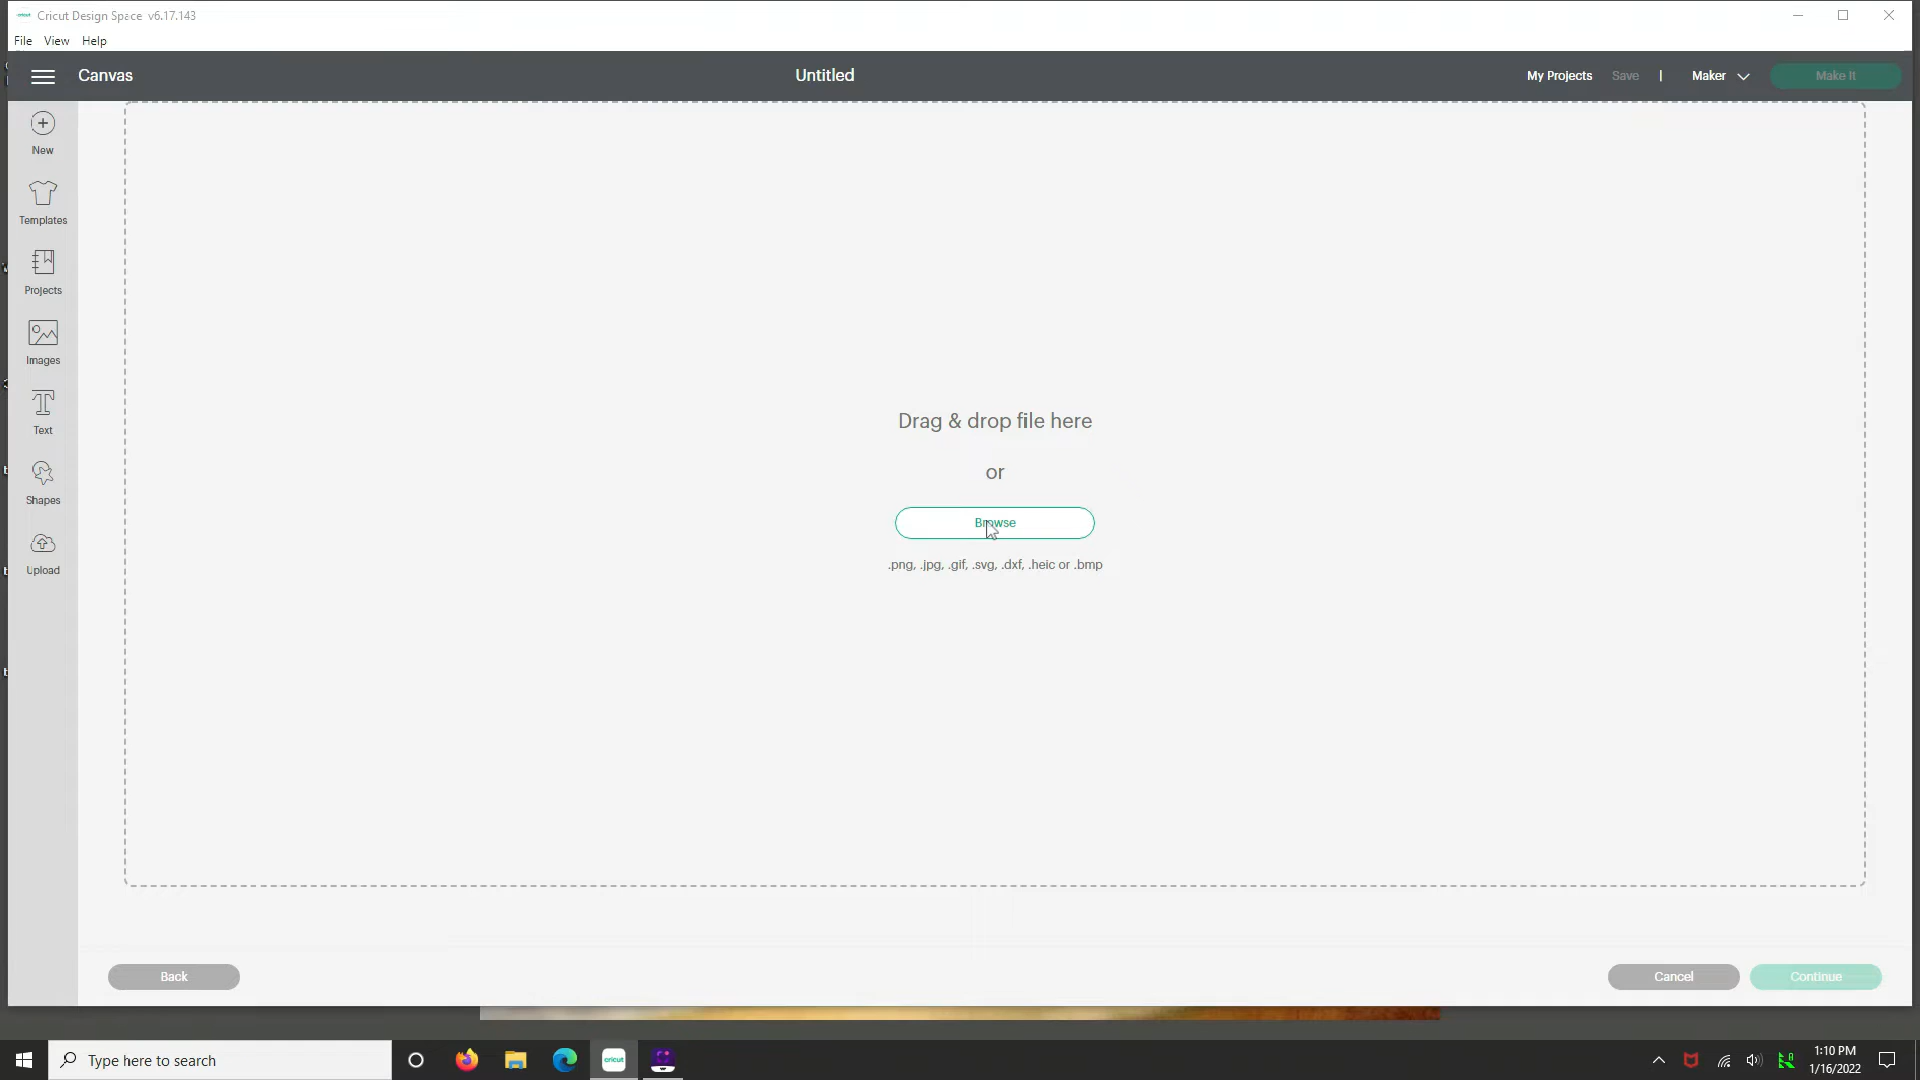 Cricut Design Space v6.17.143
File View Help
Canvas
Untitled
My Projects Save | Maker
Make It
New
Templates
Projects
Images
Text
Shapes
Upload
Drag & drop file here
or
Browse
.png, .jpg, .gif, .svg, .dxf, .heic or .bmp
Back
Cancel
Continue
Type here to search
cricut
1:10 PM
1/16/2022